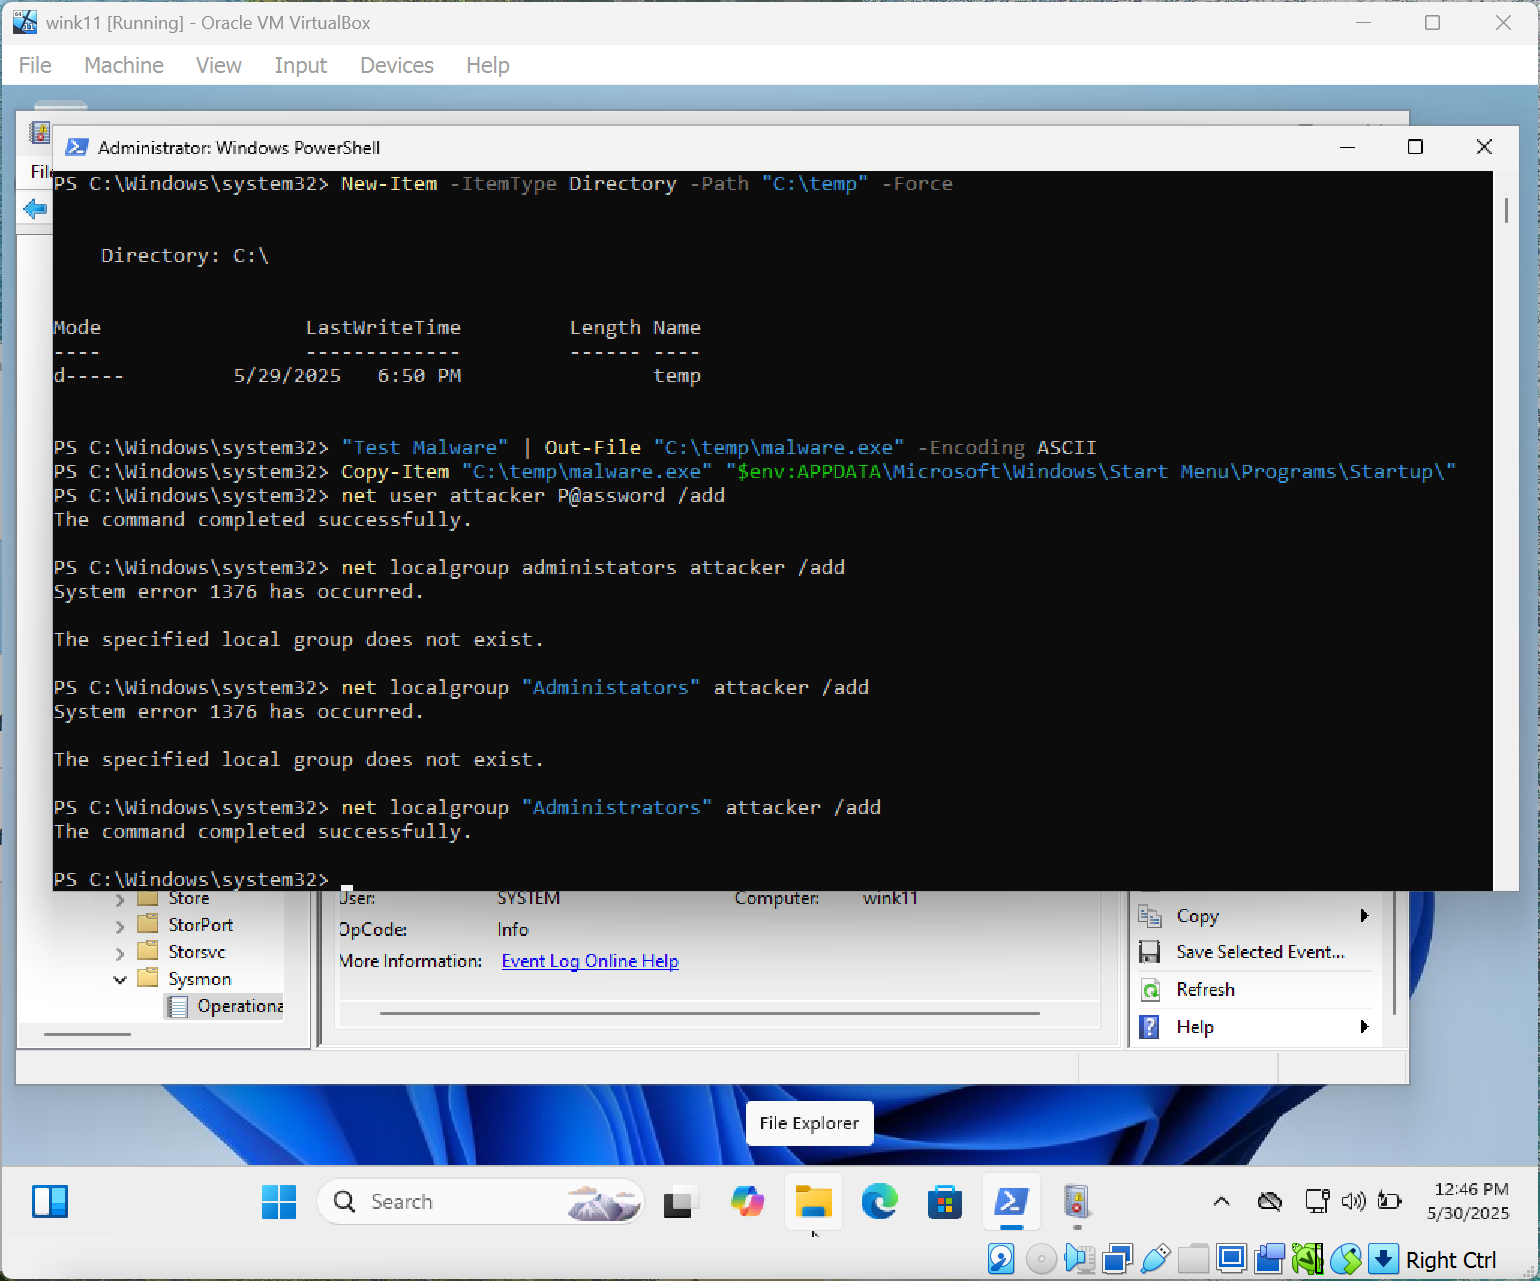 wink11 [Running] - Oracle VM VirtualBox
File Machine View Input Devices Help
Administrator: Windows PowerShell
PS C:\Windows\system32> New-Item -ItemType Directory -Path "C:\temp" -Force
Directory: C:\
Mode LastWriteTime Length Name
---- ------------- ------ ----
d----- 5/29/2025 6:50 PM temp
PS C:\Windows\system32> "Test Malware" | Out-File "C:\temp\malware.exe" -Encoding ASCII
PS C:\Windows\system32> Copy-Item "C:\temp\malware.exe" "$env:APPDATA\Microsoft\Windows\Start Menu\Programs\Startup\"
PS C:\Windows\system32> net user attacker P@assword /add
The command completed successfully.
PS C:\Windows\system32> net localgroup administators attacker /add
System error 1376 has occurred.
The specified local group does not exist.
PS C:\Windows\system32> net localgroup "Administators" attacker /add
System error 1376 has occurred.
The specified local group does not exist.
PS C:\Windows\system32> net localgroup "Administrators" attacker /add
The command completed successfully.
PS C:\Windows\system32>
Store
StorPort
Storsvc
Sysmon
Operationa
User: SYSTEM Computer: wink11
OpCode: Info
More Information: Event Log Online Help
Copy
Save Selected Event...
Refresh
Help
File Explorer
Search
12:46 PM
5/30/2025
Right Ctrl